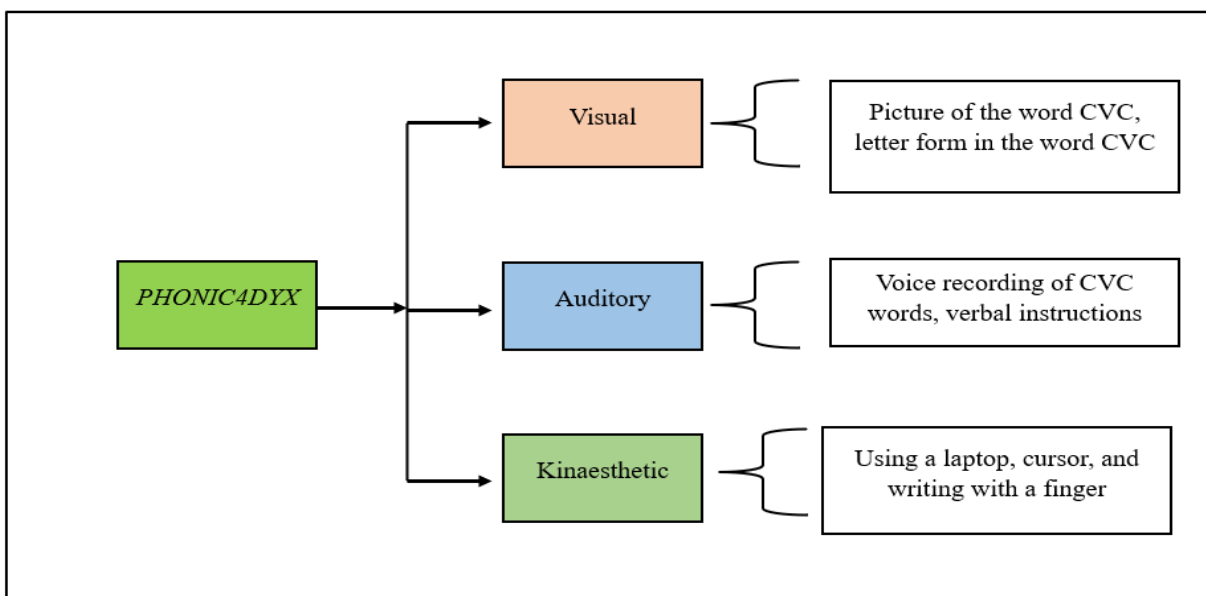 PHONIC4DYX
Visual
Picture of the word CVC,
letter form in the word CVC
Auditory
Voice recording of CVC
words, verbal instructions
Kinaesthetic
Using a laptop, cursor, and
writing with a finger